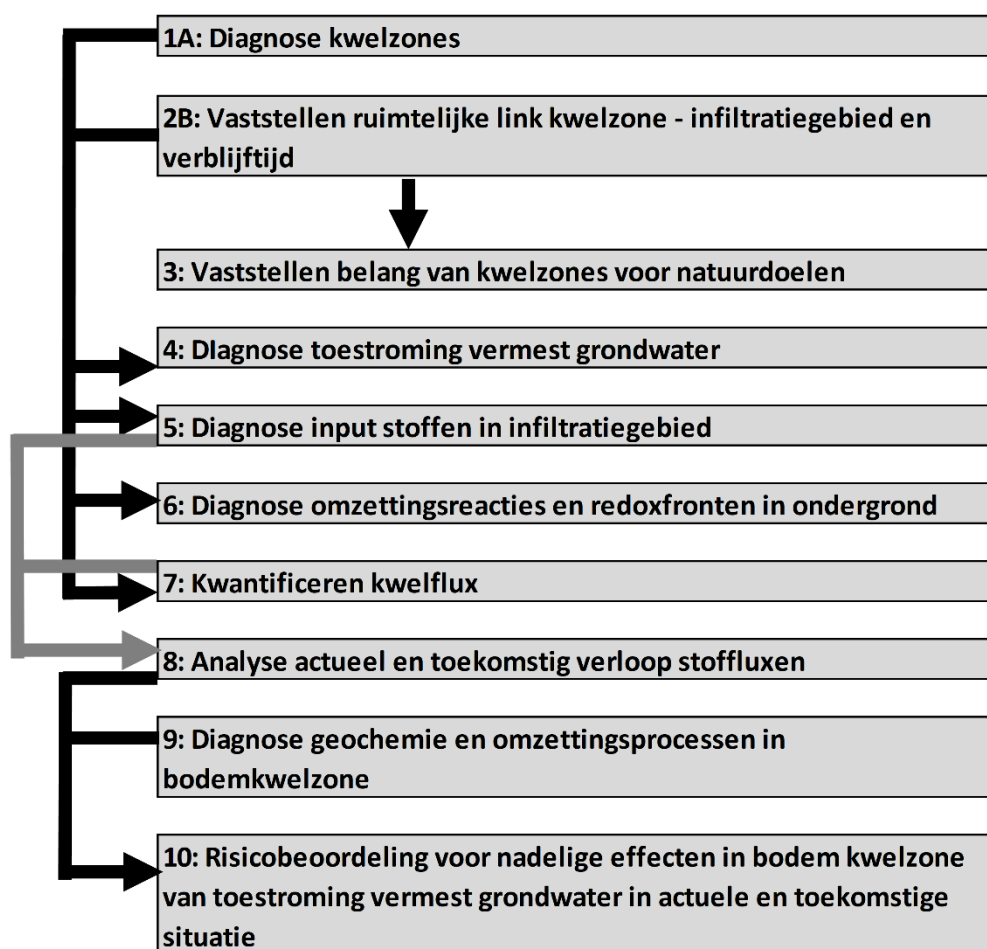 1A: Diagnose kwelzones
2B: Vaststellen ruimtelijke link kwelzone - infiltratiegebied en
verblijftijd
3: Vaststellen belang van kwelzones voor natuurdoelen
4: DIagnose toestroming vermest grondwater
5: Diagnose input stoffen in infiltratiegebied
6: Diagnose omzettingsreacties en redoxfronten in ondergrond
7: Kwantificeren kwelflux
8: Analyse actueel en toekomstig verloop stoffluxen
9: Diagnose geochemie en omzettingsprocessen in
bodemkwelzone
10: Risicobeoordeling voor nadelige effecten in bodem kwelzone
van toestroming vermest grondwater in actuele en toekomstige
situatie